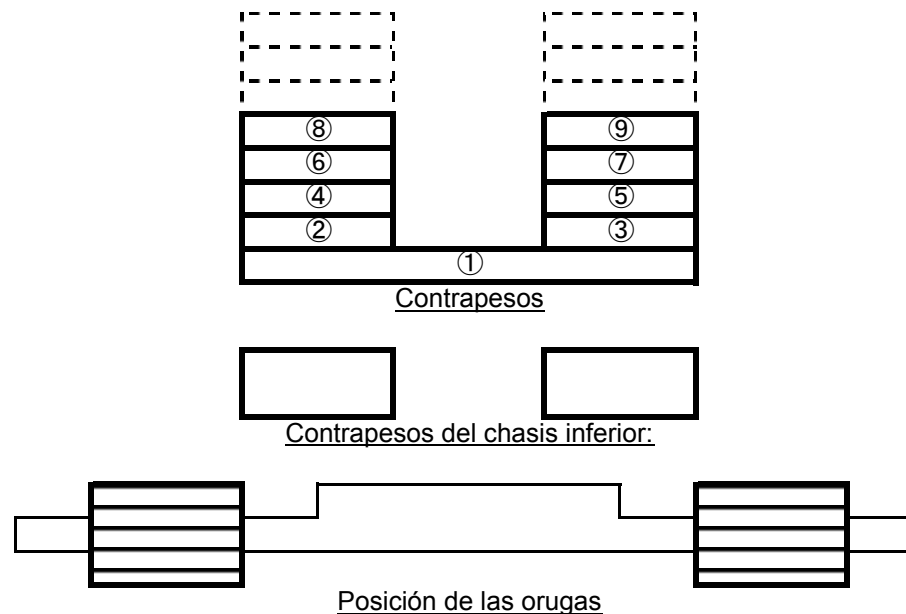 ⑧ ⑨
⑥ ⑦
④ ⑤
② ③
①
Contrapesos
Contrapesos del chasis inferior:
Posición de las orugas